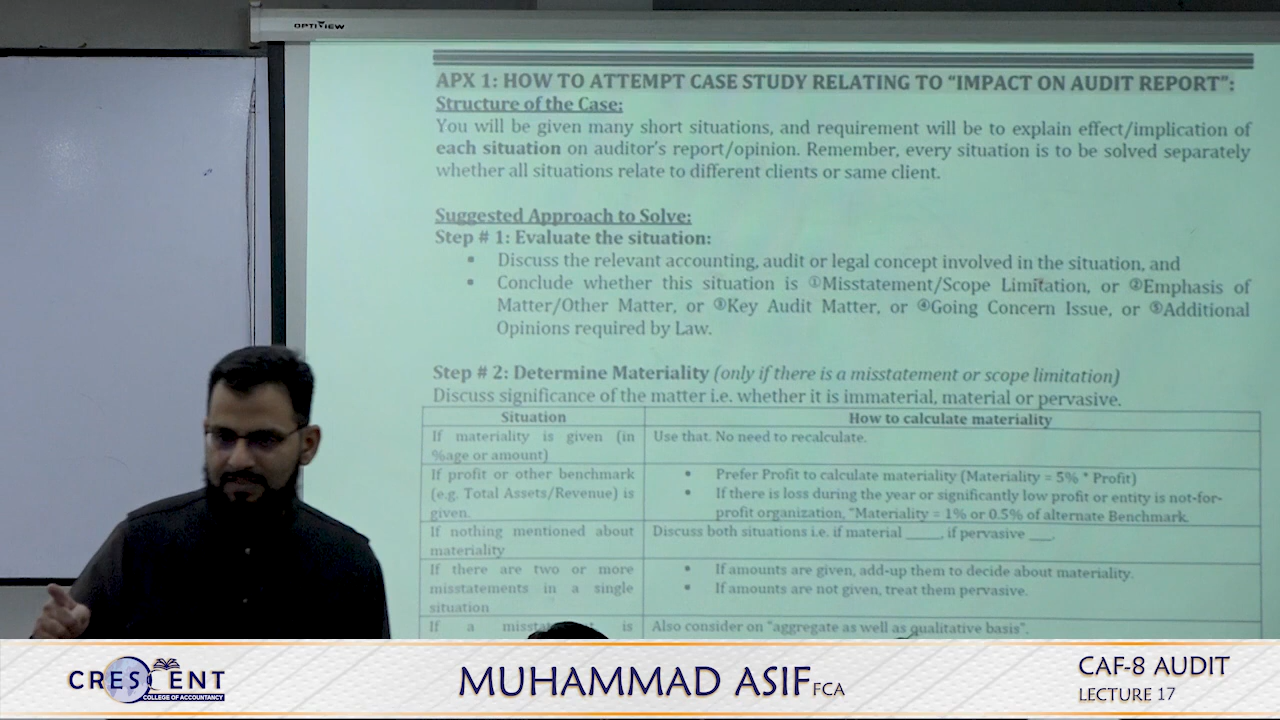 OPTIVIEW
APX 1: HOW TO ATTEMPT CASE STUDY RELATING TO “IMPACT ON AUDIT REPORT”:
Structure of the Case:
You will be given many short situations, and requirement will be to explain effect/implication of
each situation on auditor's report/opinion. Remember, every situation is to be solved separately
whether all situations relate to different clients or same client.
Suggested Approach to Solve:
Step # 1: Evaluate the situation:
• Discuss the relevant accounting, audit or legal concept involved in the situation, and
• Conclude whether this situation is ①Misstatement/Scope Limitation, or ②Emphasis of
Matter/Other Matter, or ③Key Audit Matter, or ④Going Concern Issue, or ⑤Additional
Opinions required by Law.
Step # 2: Determine Materiality (only if there is a misstatement or scope limitation)
Discuss significance of the matter i.e. whether it is immaterial, material or pervasive.
Situation
How to calculate materiality
If materiality is given (in
%age or amount)
Use that. No need to recalculate.
If profit or other benchmark
(e.g. Total Assets/Revenue) is
given.
• Prefer Profit to calculate materiality (Materiality = 5% * Profit)
• If there is loss during the year or significantly low profit or entity is not-for-
profit organization, "Materiality = 1% or 0.5% of alternate Benchmark.
If nothing mentioned about
materiality
Discuss both situations i.e. if material _____, if pervasive ___.
If there are two or more
misstatements in a single
situation
• If amounts are given, add-up them to decide about materiality.
• If amounts are not given, treat them pervasive.
If a is
Also consider on "aggregate as well as qualitative basis".
CRESCENT
COLLEGE OF ACCOUNTANCY
MUHAMMAD ASIF FCA
CAF-8 AUDIT
LECTURE 17